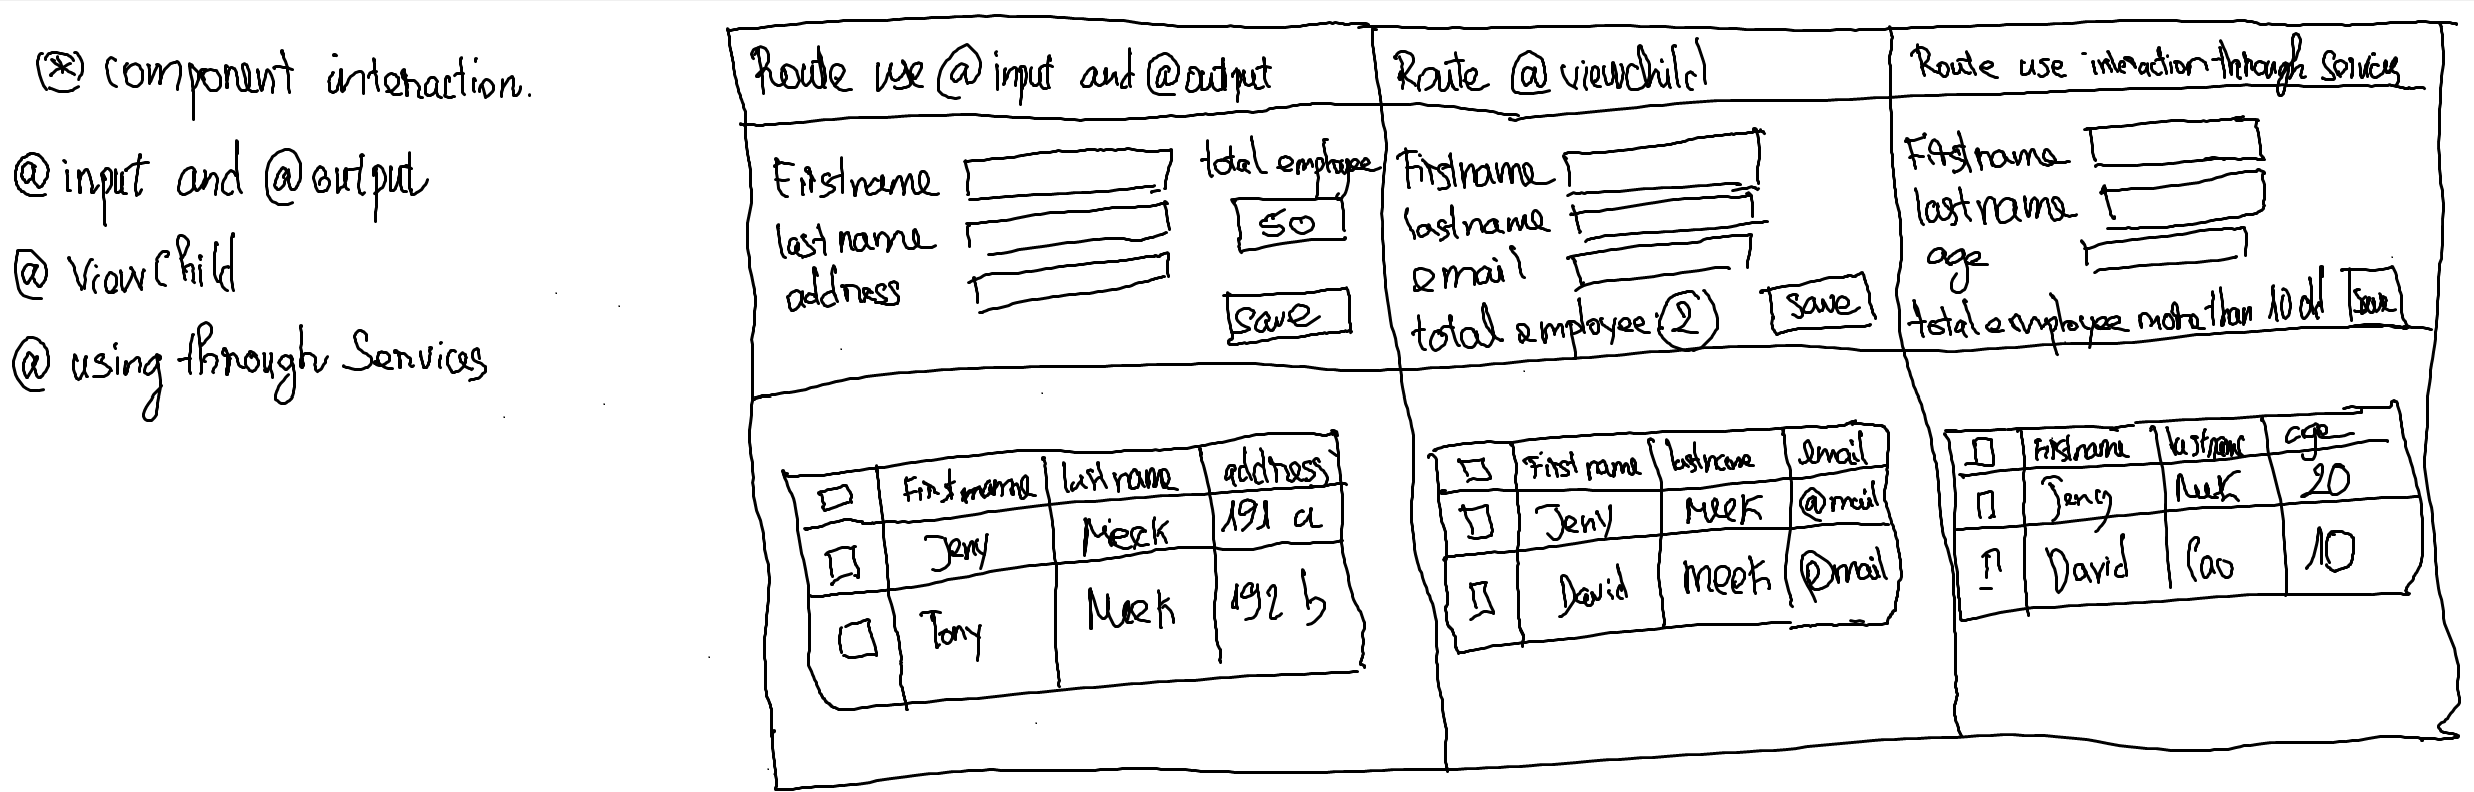 (*) component interaction.
@ input and @ output
@ ViewChild
@ using through Services
Route use @ input and @ output
Firstname
last name
address
total employee
50
save
Firstname
lastname
address
Jeny
Meek
191 a
Tony
Meek
192 b
Route @ viewchild
Firstname
lastname
email
total employee: 2
save
First name
lastname
email
Jeny
Meek
@mail
David
meek
@mail
Route use interaction through Services
Firstname
lastname
age
total employee more than 10 old
save
Firstname
lastname
age
Jeny
Meek
20
David
Cao
10